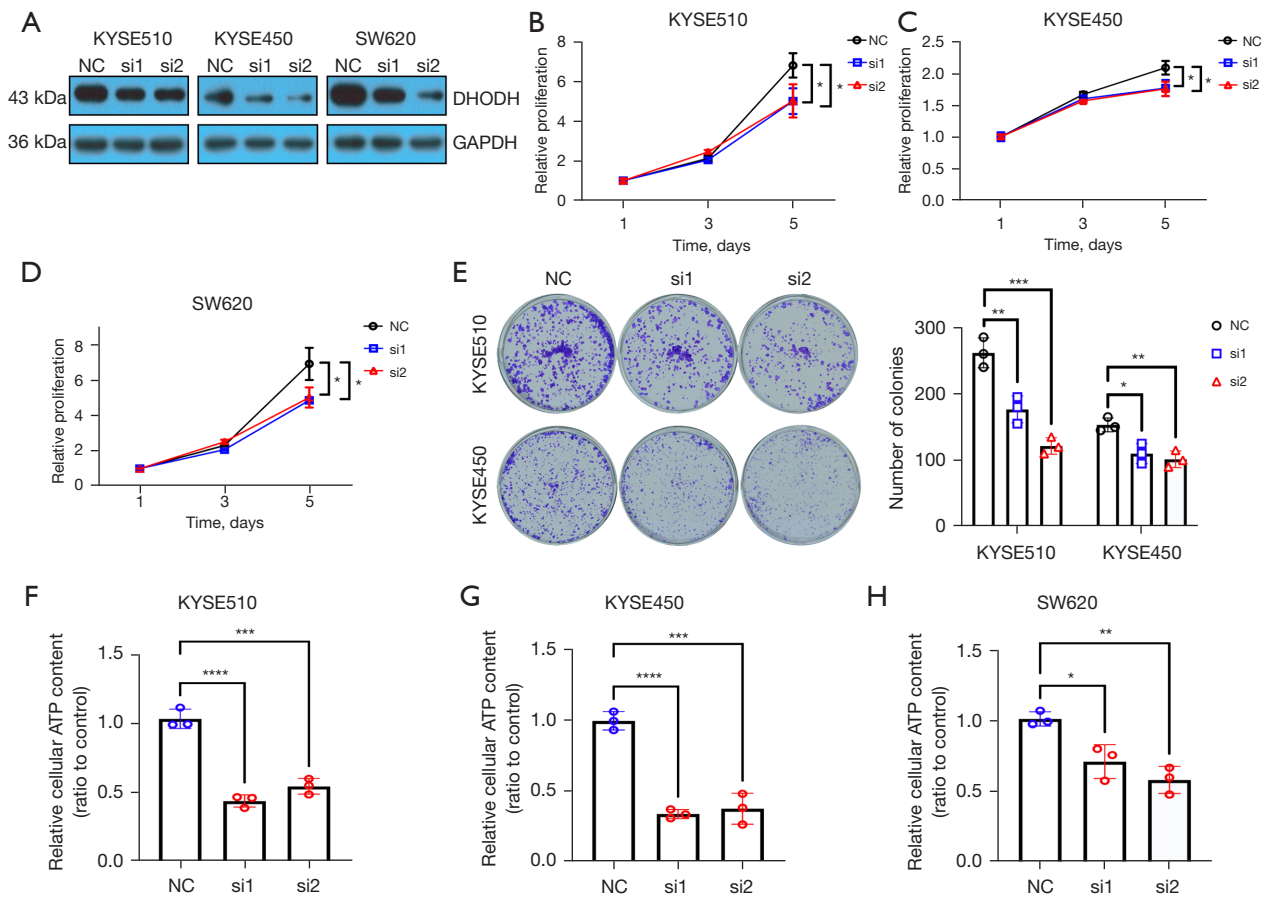 A
KYSE510 KYSE450 SW620
NC si1 si2 NC si1 si2 NC si1 si2
43 kDa DHODH
36 kDa GAPDH
B
KYSE510
Relative proliferation
8
6
4
2
0
1 3 5
Time, days
NC
si1
si2
* *
C
KYSE450
Relative proliferation
2.5
2.0
1.5
1.0
0.5
0.0
1 3 5
Time, days
NC
si1
si2
* *
D
SW620
Relative proliferation
8
6
4
2
0
1 3 5
Time, days
NC
si1
si2
* *
E
NC si1 si2
KYSE510
KYSE450
Number of colonies
300
200
100
0
***
**
**
*
KYSE510 KYSE450
NC
si1
si2
F
KYSE510
Relative cellular ATP content
(ratio to control)
1.5
1.0
0.5
0.0
***
****
NC si1 si2
G
KYSE450
Relative cellular ATP content
(ratio to control)
1.5
1.0
0.5
0.0
***
****
NC si1 si2
H
SW620
Relative cellular ATP content
(ratio to control)
1.5
1.0
0.5
0.0
**
*
NC si1 si2